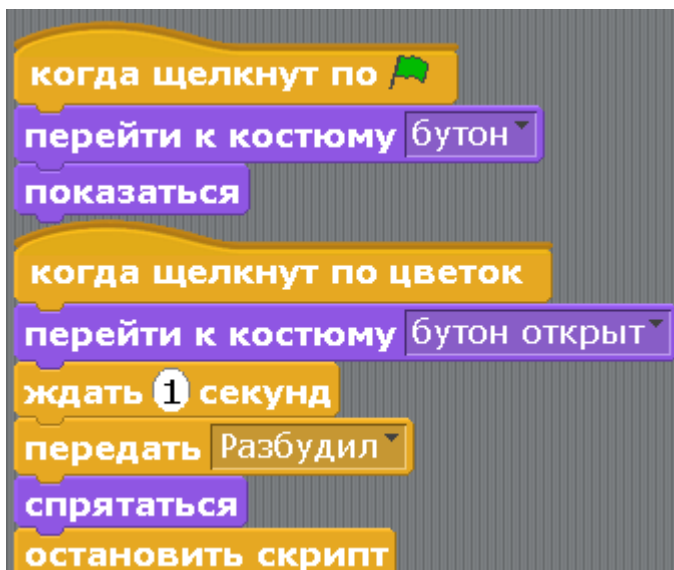 когда щелкнут по
перейти к костюму бутон
показаться
когда щелкнут по цветок
перейти к костюму бутон открыт
ждать 1 секунд
передать Разбудил
спрятаться
остановить скрипт